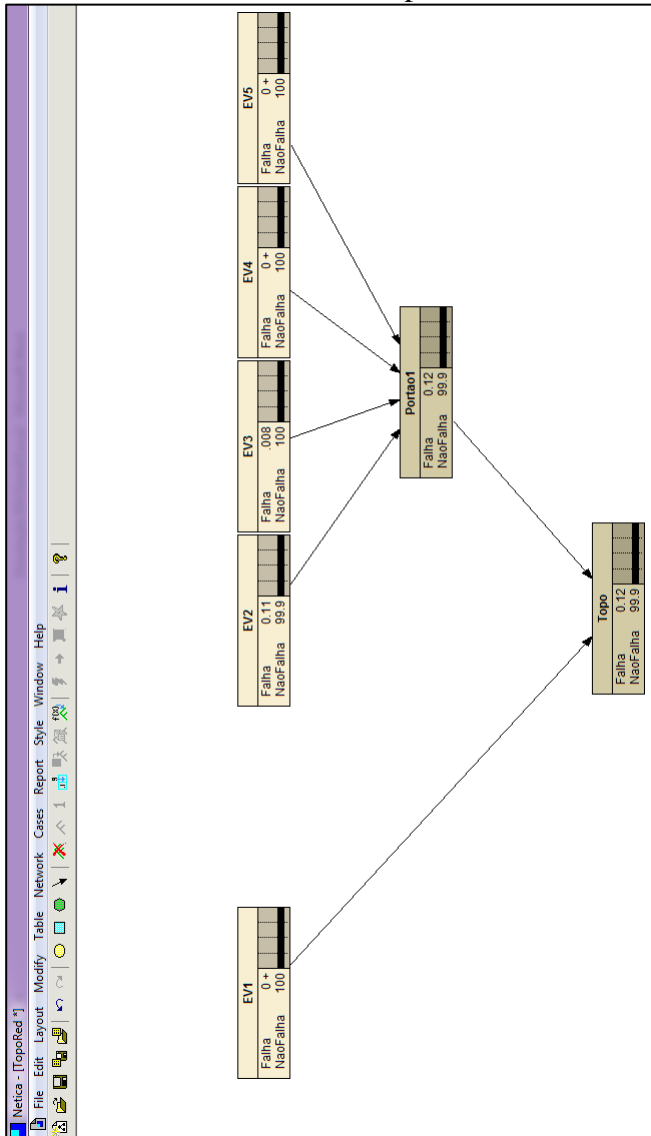 Netica - [TopoRed *]
File Edit Layout Modify Table Network Cases Report Style Window Help
EV1
Falha 0 +
NaoFalha 100
EV2
Falha 0.11
NaoFalha 99.9
EV3
Falha .008
NaoFalha 100
EV4
Falha 0 +
NaoFalha 100
EV5
Falha 0 +
NaoFalha 100
Portao1
Falha 0.12
NaoFalha 99.9
Topo
Falha 0.12
NaoFalha 99.9